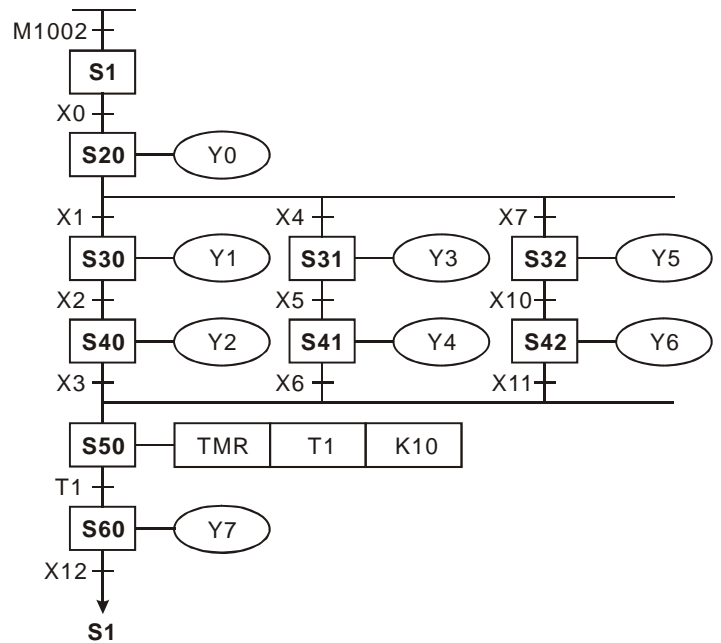 M1002
S1
X0
S20 Y0
X1 X4 X7
S30 Y1 S31 Y3 S32 Y5
X2 X5 X10
S40 Y2 S41 Y4 S42 Y6
X3 X6 X11
S50 TMR T1 K10
T1
S60 Y7
X12
S1